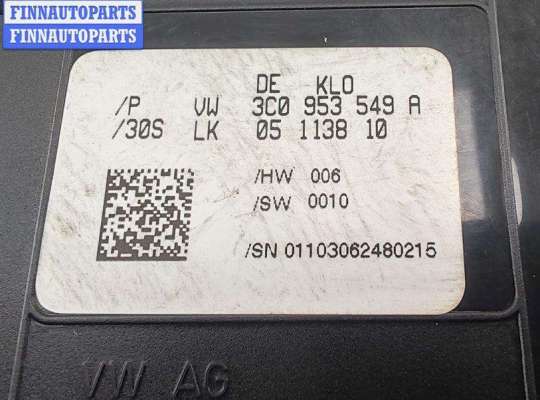 FINNAUTOPARTS
FINNAUTOPARTS
DE KLO
/P VW 3C0 953 549 A
/30S LK 05 1138 10
/HW 006
/SW 0010
/SN 01103062480215
VW AG